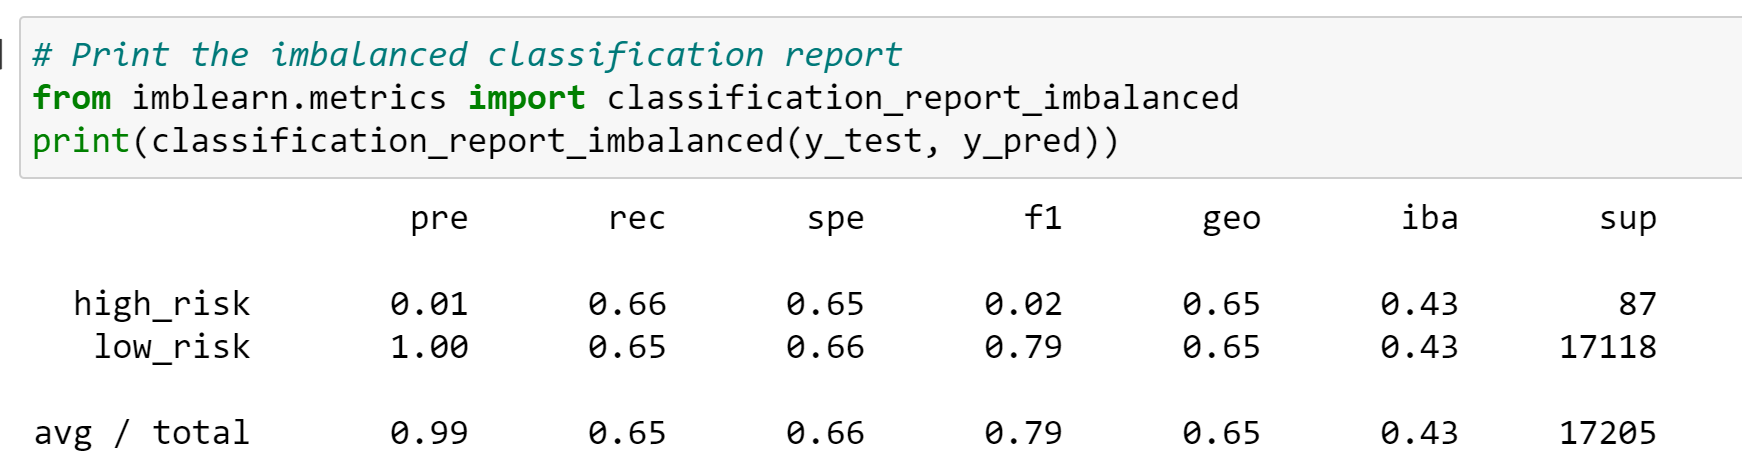 # Print the imbalanced classification report
from imblearn.metrics import classification_report_imbalanced
print(classification_report_imbalanced(y_test, y_pred))
pre rec spe f1 geo iba sup
high_risk 0.01 0.66 0.65 0.02 0.65 0.43 87
low_risk 1.00 0.65 0.66 0.79 0.65 0.43 17118
avg / total 0.99 0.65 0.66 0.79 0.65 0.43 17205